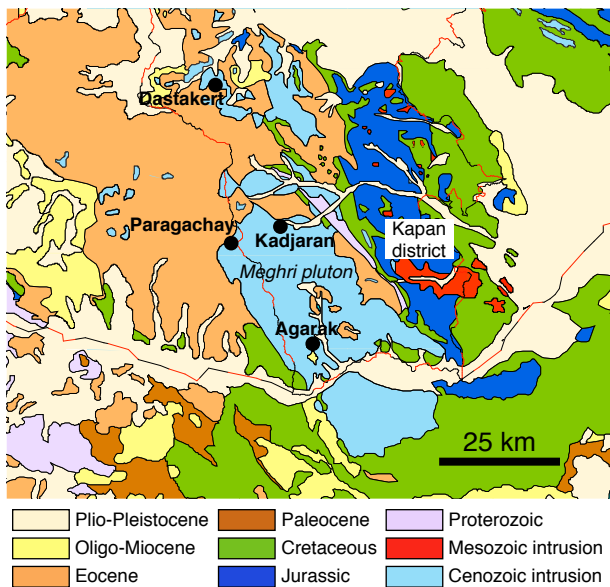 Dastakert
Paragachay
Kadjaran
Kapan
district
Meghri pluton
Agarak
25 km
Plio-Pleistocene
Paleocene
Proterozoic
Oligo-Miocene
Cretaceous
Mesozoic intrusion
Eocene
Jurassic
Cenozoic intrusion